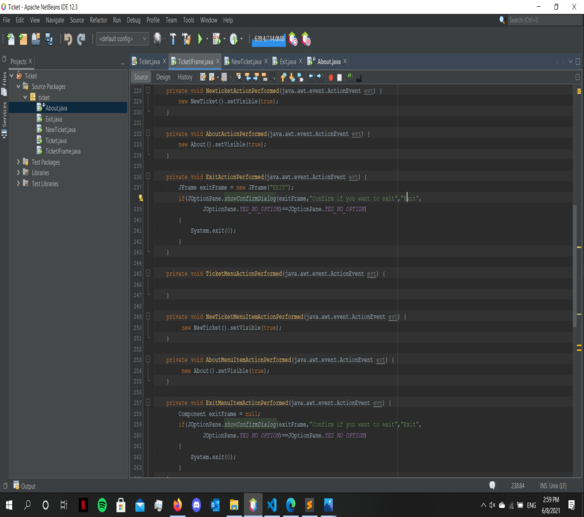 Ticket - Apache NetBeans IDE 12.3
File Edit View Navigate Source Refactor Run Debug Profile Team Tools Window Help
Search (Ctrl+I)
<default config>
Projects
Ticket.java TicketFrame.java NewTicket.java Exit.java About.java
Source Design History
Ticket
Source Packages
ticket
About.java
Exit.java
NewTicket.java
Ticket.java
TicketFrame.java
Test Packages
Libraries
Test Libraries
Services
Files
228 private void NewticketActionPerformed(java.awt.event.ActionEvent evt) {
229 new NewTicket().setVisible(true);
230 }
231
232 private void AboutActionPerformed(java.awt.event.ActionEvent evt) {
233 new About().setVisible(true);
234 }
235
236 private void ExitActionPerformed(java.awt.event.ActionEvent evt) {
237 JFrame exitFrame = new JFrame("EXIT");
if(JOptionPane.showConfirmDialog(exitFrame,"Confirm if you want to exit","Exit",
239 JOptionPane.YES_NO_OPTION)==JOptionPane.YES_NO_OPTION)
240 {
241 System.exit(0);
242 }
243 }
244
245 private void TicketMenuActionPerformed(java.awt.event.ActionEvent evt) {
246
247 }
248
249 private void NewTicketMenuItemActionPerformed(java.awt.event.ActionEvent evt) {
250 new NewTicket().setVisible(true);
251 }
252
253 private void AboutMenuItemActionPerformed(java.awt.event.ActionEvent evt) {
254 new About().setVisible(true);
255 }
256
257 private void ExitMenuItemActionPerformed(java.awt.event.ActionEvent evt) {
258 Component exitFrame = null;
259 if(JOptionPane.showConfirmDialog(exitFrame,"Confirm if you want to exit","Exit",
260 JOptionPane.YES_NO_OPTION)==JOptionPane.YES_NO_OPTION)
261 {
262 System.exit(0);
263 }
Output
238:84 INS Unix (LF)
ENG
2:59 PM
6/8/2021